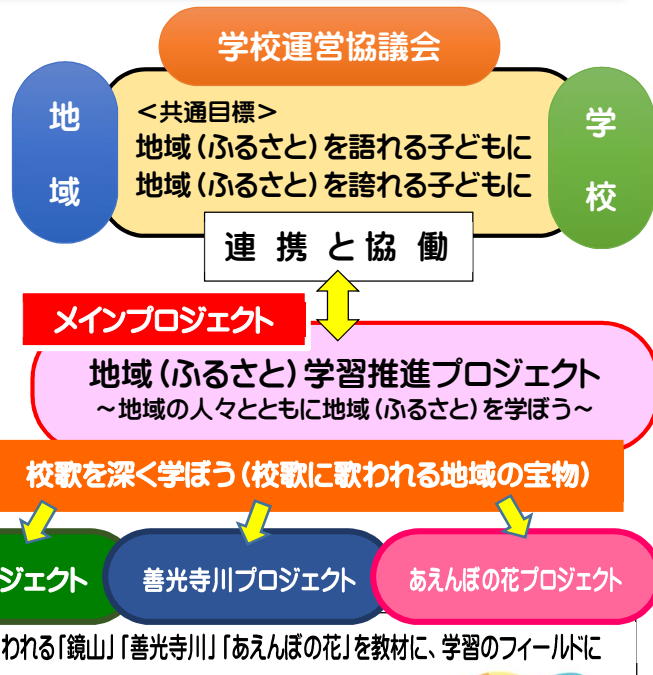 学校運営協議会
地域
学校
＜共通目標＞
地域(ふるさと)を語れる子どもに
地域(ふるさと)を誇れる子どもに
連携と協働
メインプロジェクト
地域(ふるさと)学習推進プロジェクト
～地域の人々とともに地域(ふるさと)を学ぼう～
校歌を深く学ぼう(校歌に歌われる地域の宝物)
ジェクト
善光寺川プロジェクト
あえんぼの花プロジェクト
われる「鏡山」「善光寺川」「あえんぼの花」を教材に、学習のフィールドに